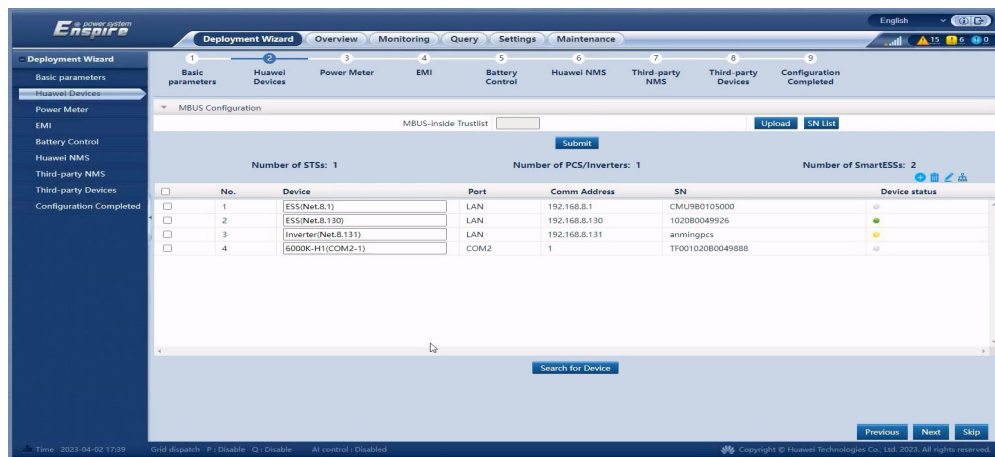 Enspire power system
English
Deployment Wizard Overview Monitoring Query Settings Maintenance
15 6 0
Deployment Wizard
Basic parameters
Huawei Devices
Power Meter
EMI
Battery Control
Huawei NMS
Third-party NMS
Third-party Devices
Configuration Completed
1 2 3 4 5 6 7 8 9
Basic parameters Huawei Devices Power Meter EMI Battery Control Huawei NMS Third-party NMS Third-party Devices Configuration Completed
MBUS Configuration
MBUS-inside Trustlist Upload SN List
Submit
Number of STSs: 1 Number of PCS/Inverters: 1 Number of SmartESSs: 2
No. Device Port Comm Address SN Device status
1 ESS(Net.8.1) LAN 192.168.8.1 CMU9B0105000
2 ESS(Net.8.130) LAN 192.168.8.130 1020B0049926
3 Inverter(Net.8.131) LAN 192.168.8.131 anmingpcs
4 6000K-H1(COM2-1) COM2 1 TF001020B0049888
Search for Device
Previous Next Skip
Time 2023-04-02 17:39 Grid dispatch P : Disable Q : Disable AI control : Disabled Copyright © Huawei Technologies Co., Ltd. 2023. All rights reserved.